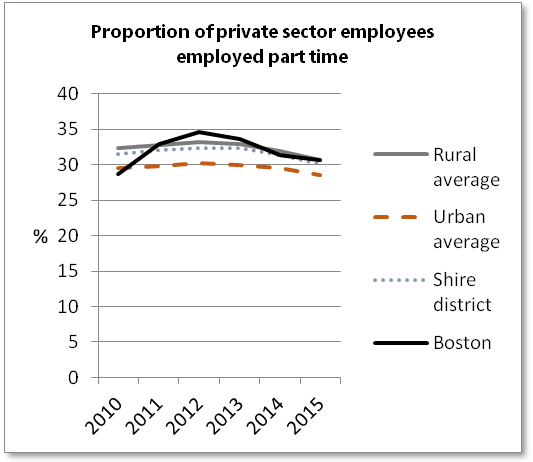 Proportion of private sector employees
employed part time
40
35
30
25
20
15
10
5
0
%
2010
2011
2012
2013
2014
2015
Rural
average
Urban
average
Shire
district
Boston